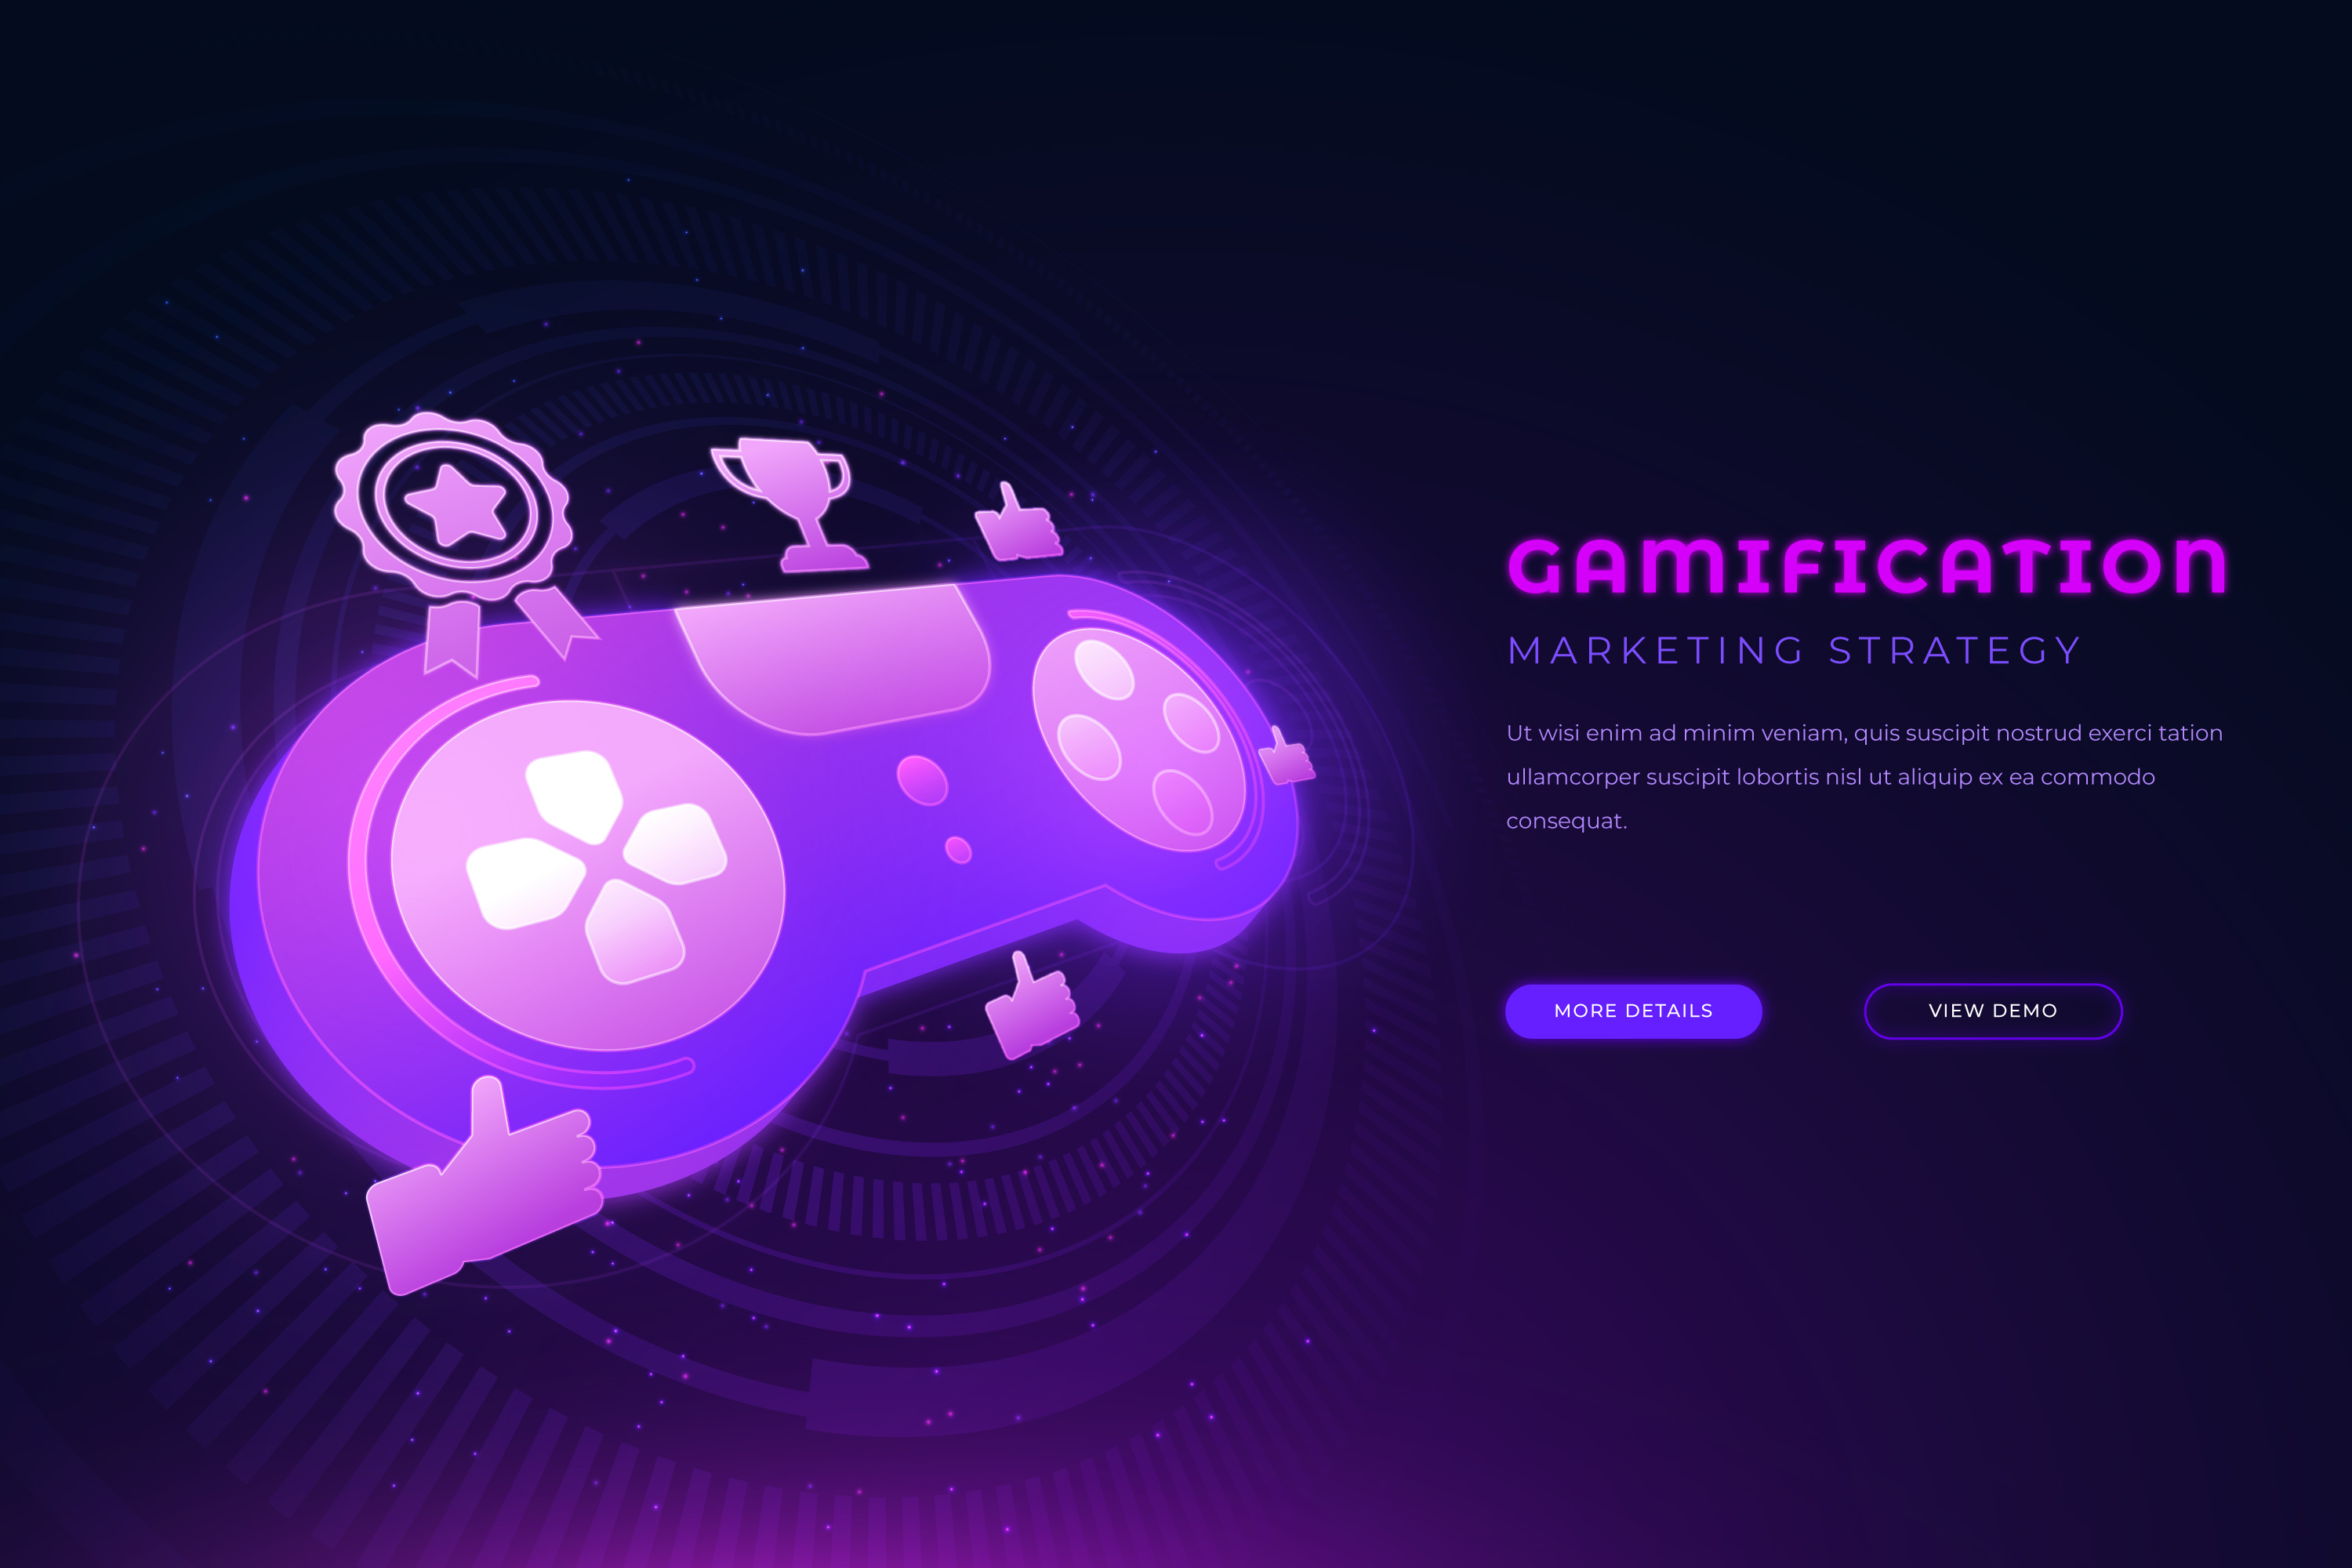 GAMIFICATION
MARKETING STRATEGY
Ut wisi enim ad minim veniam, quis suscipit nostrud exerci tation
ullamcorper suscipit lobortis nisl ut aliquip ex ea commodo
consequat.
MORE DETAILS
VIEW DEMO